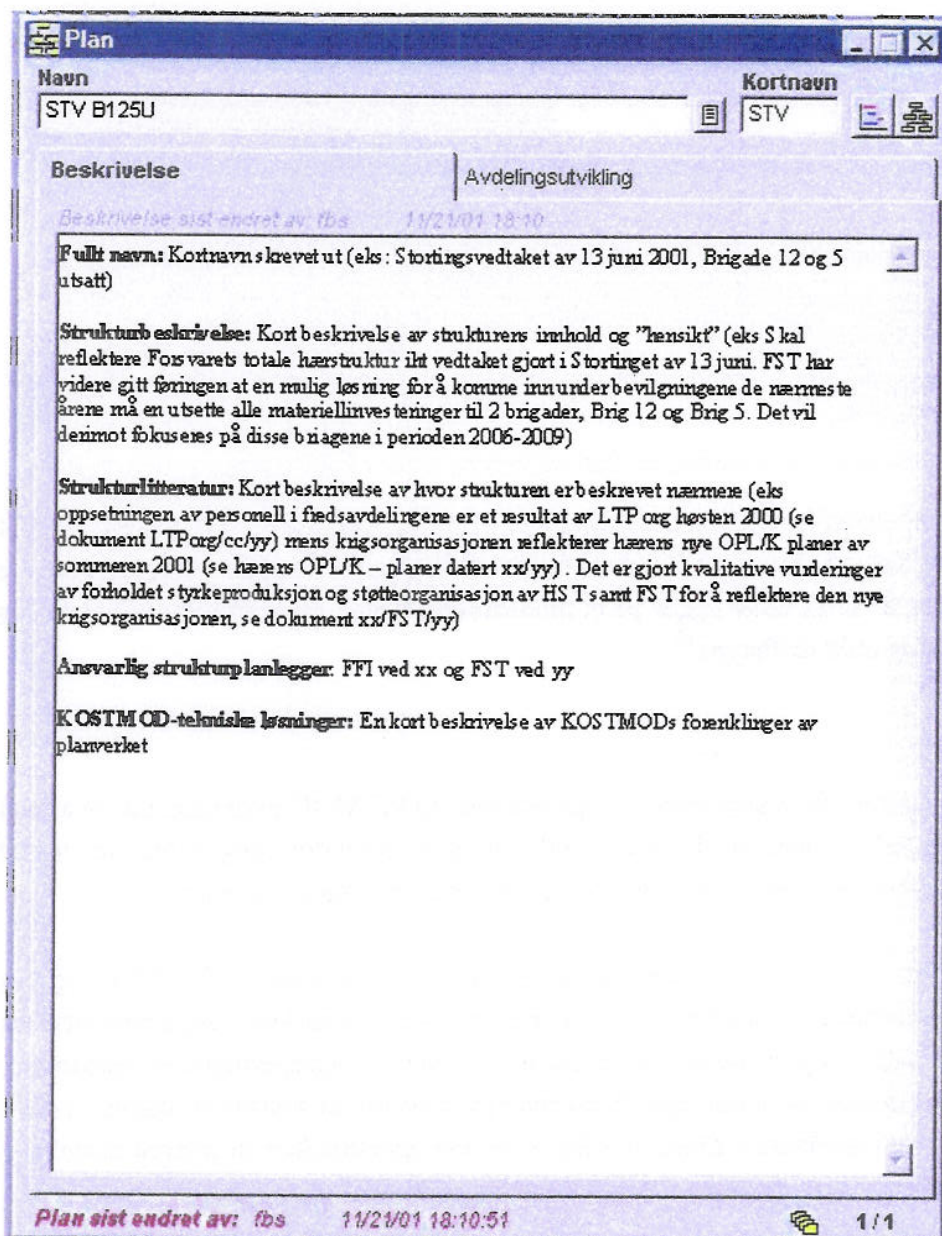 Plan
Navn
Kortnavn
STV B125U
STV
Beskrivelse
Avdelingsutvikling
Beskrivelse sist endret av: fbs 11/21/01 18:10
Fullt navn: Kortnavn skrevet ut (eks: Stortingsvedtaket av 13 juni 2001, Brigade 12 og 5
utsatt)
Strukturbeskrivelse: Kort beskrivelse av strukturens innhold og "hensikt" (eks Skal
reflektere Forsvarets totale hærstruktur iht vedtaket gjort i Stortinget av 13 juni. FST har
videre gitt føringen at en mulig løsning for å komme innunder bevilgningene de nærmeste
årene må en utsette alle materiellinvesteringer til 2 brigader, Brig 12 og Brig 5. Det vil
derimot fokuseres på disse briagene i perioden 2006-2009)
Strukturlitteratur: Kort beskrivelse av hvor strukturen er beskrevet nærmere (eks
oppsetningen av personell i fredsavdelingene er et resultat av LTP org høsten 2000 (se
dokument LTPorg/cc/yy) mens krigsorganisasjonen reflekterer hærens nye OPL/K planer av
sommeren 2001 (se hærens OPL/K – planer datert xx/yy) . Det er gjort kvalitative vurderinger
av forholdet styrkeproduksjon og støtteorganisasjon av HST samt FST for å reflektere den nye
krigsorganisasjonen, se dokument xx/FST/yy)
Ansvarlig strukturplanlegger: FFI ved xx og FST ved yy
KOSTMOD-tekniske løsninger: En kort beskrivelse av KOSTMODs forenklinger av
planverket
Plan sist endret av: fbs 11/21/01 18:10:51
1/1